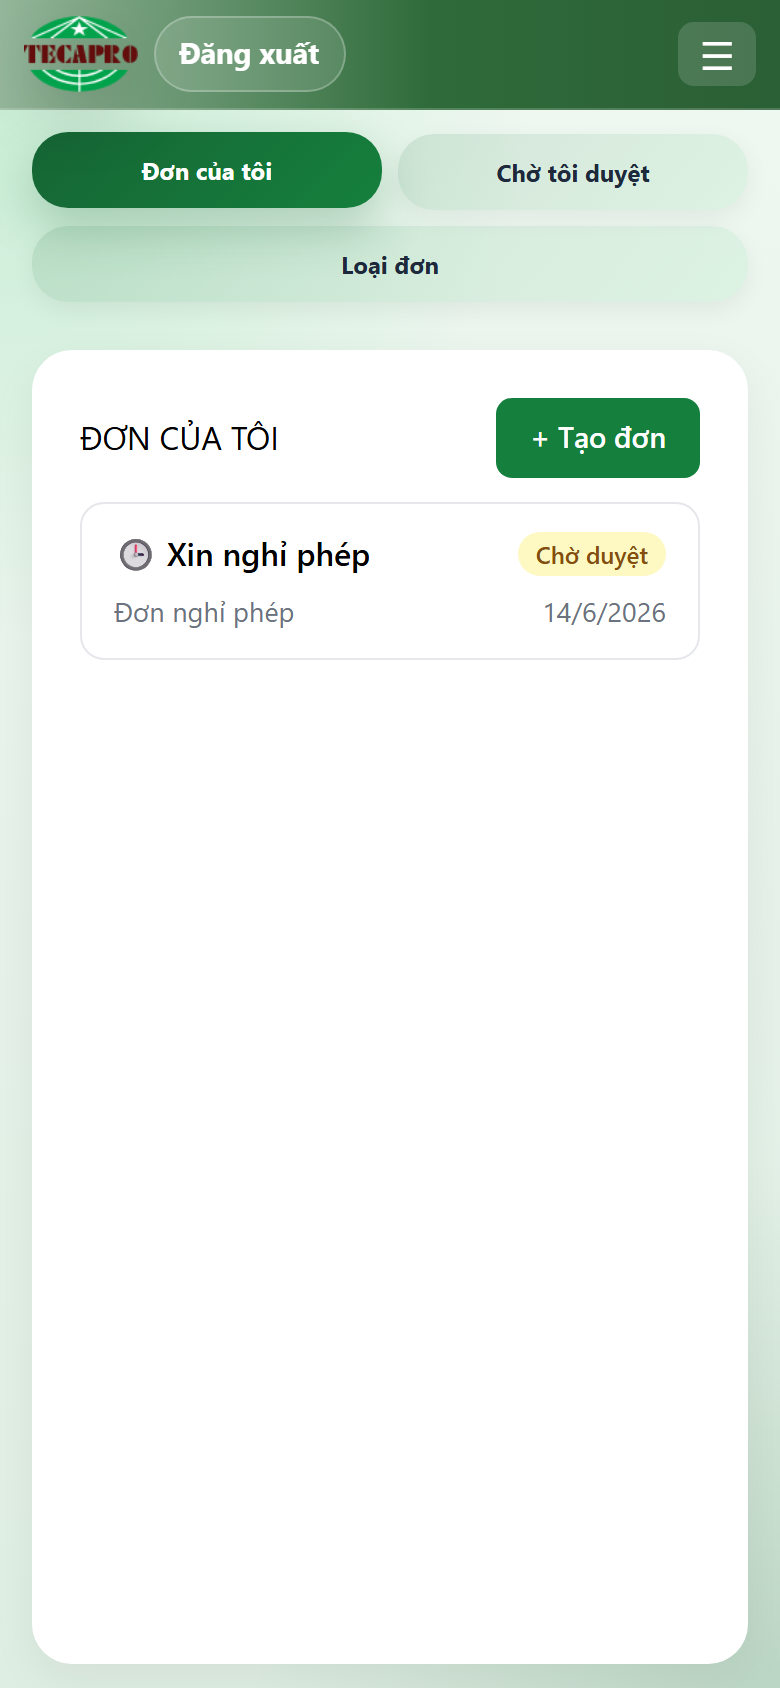 TECAPRO
Đăng xuất
Đơn của tôi
Chờ tôi duyệt
Loại đơn
ĐƠN CỦA TÔI
+ Tạo đơn
Xin nghỉ phép
Chờ duyệt
Đơn nghỉ phép
14/6/2026